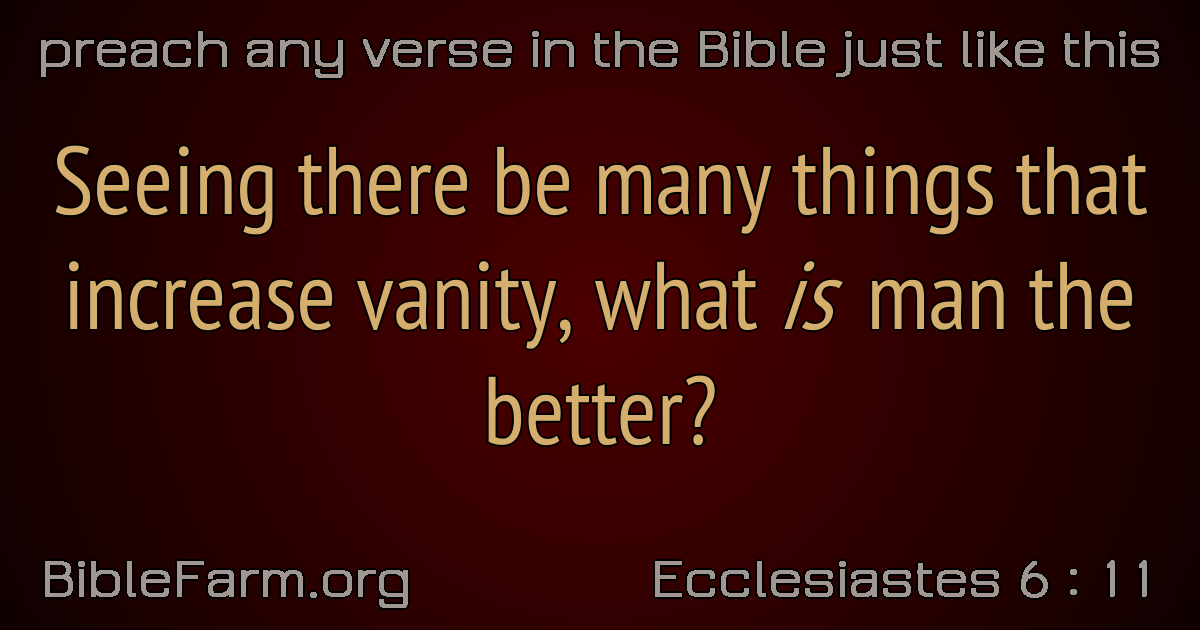 preach any verse in the Bible just like this
Seeing there be many things that
increase vanity, what is man the
better?
BibleFarm.org
Ecclesiastes 6 : 11